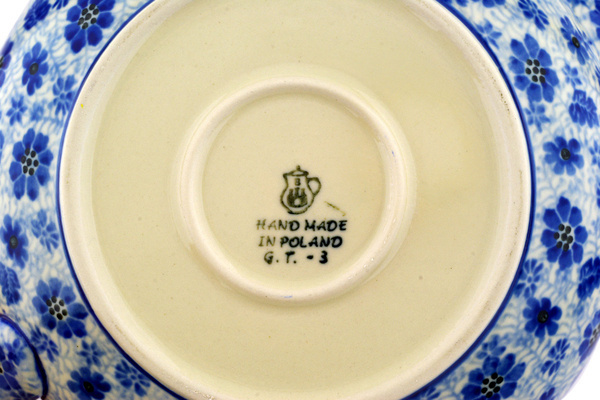 HAND MADE
IN POLAND
G. T. - 3